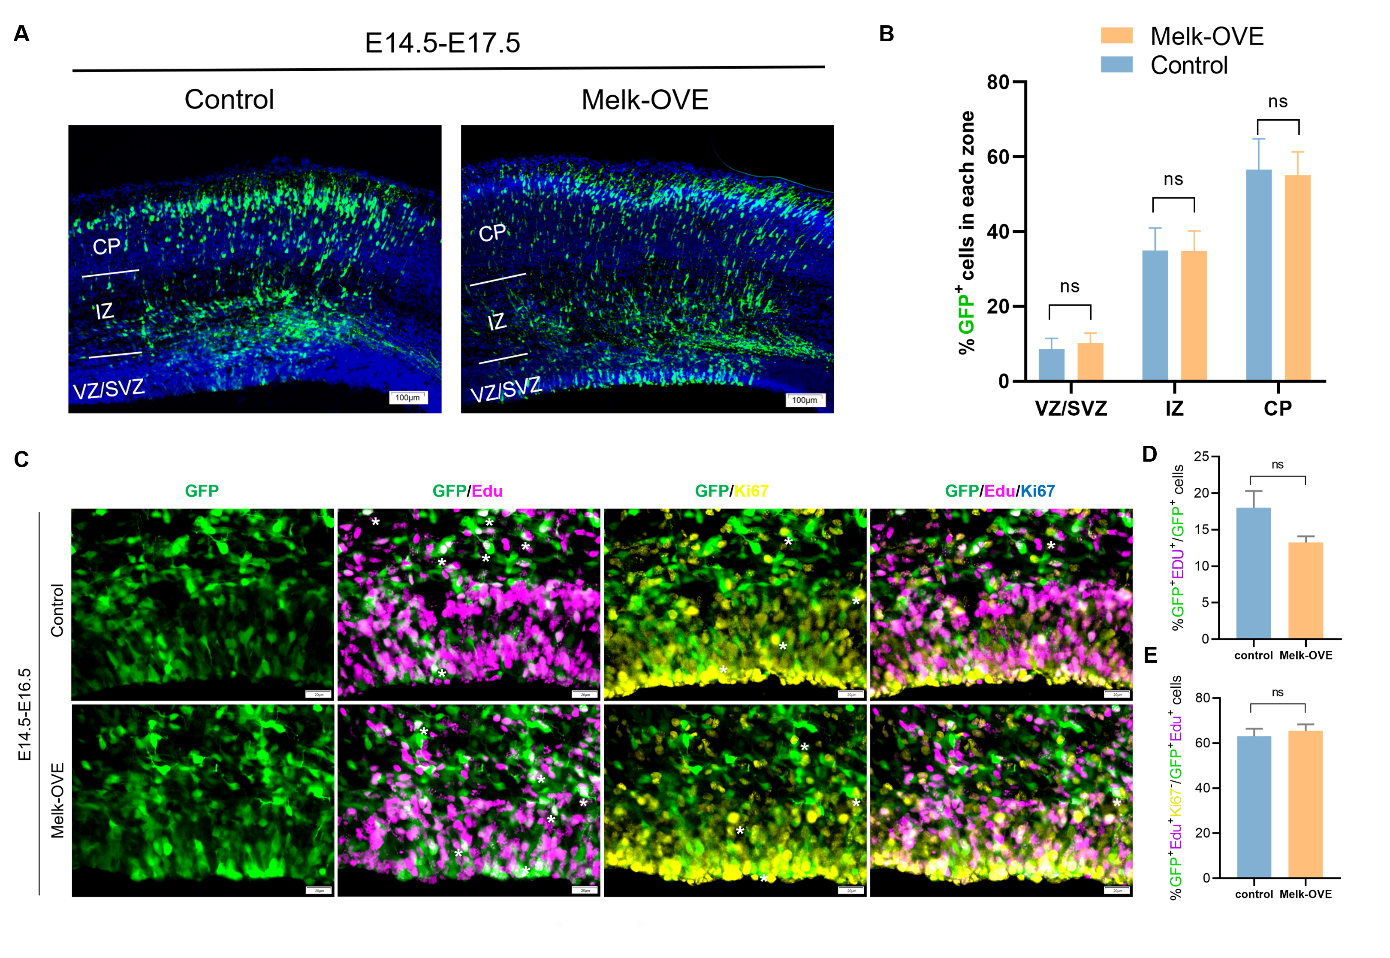 A
E14.5-E17.5
Control
Melk-OVE
CP
IZ
VZ/SVZ
100μm
CP
IZ
VZ/SVZ
100μm
B
Melk-OVE
Control
% GFP+ cells in each zone
80
60
40
20
0
ns
ns
ns
VZ/SVZ
IZ
CP
C
GFP
GFP/Edu
GFP/Ki67
GFP/Edu/Ki67
E14.5-E16.5
Control
Melk-OVE
D
%GFP+EDU+/GFP+ cells
25
20
15
10
5
0
ns
control
Melk-OVE
E
%GFP+Edu+Ki67-/GFP+Edu+ cells
80
60
40
20
0
ns
control
Melk-OVE